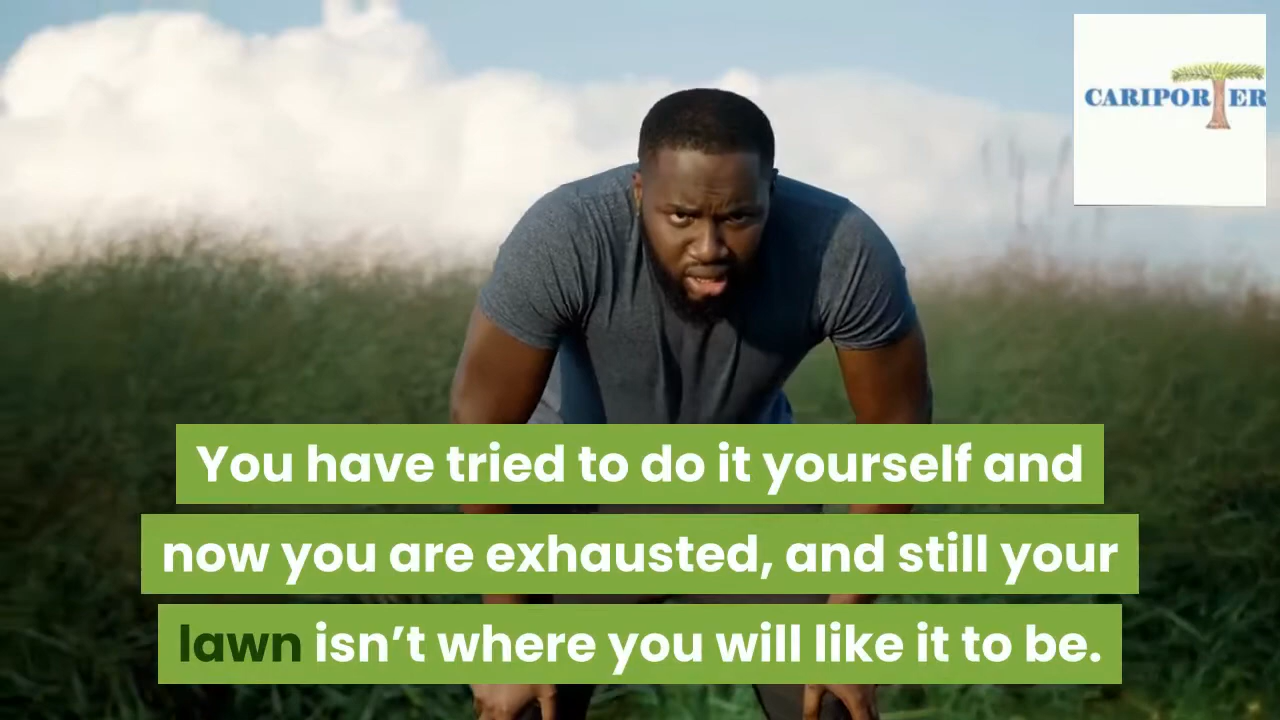 CARIPORTER
You have tried to do it yourself and
now you are exhausted, and still your
lawn isn’t where you will like it to be.